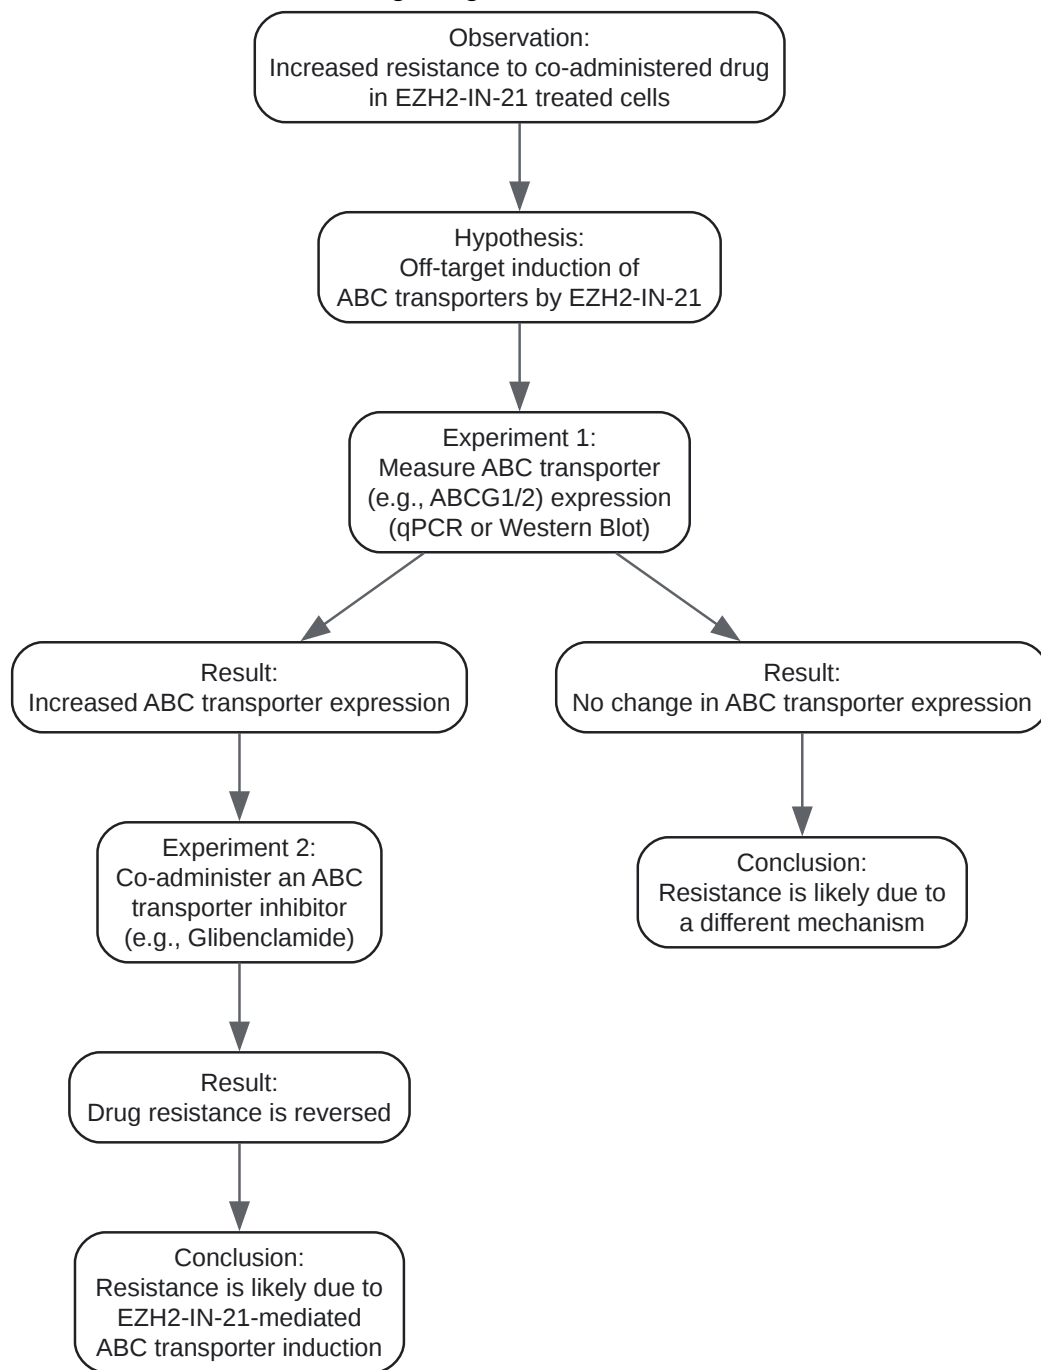 Observation:
Increased resistance to co-administered drug
in EZH2-IN-21 treated cells
Hypothesis:
Off-target induction of
ABC transporters by EZH2-IN-21
Experiment 1:
Measure ABC transporter
(e.g., ABCG1/2) expression
(qPCR or Western Blot)
Result:
Increased ABC transporter expression
Result:
No change in ABC transporter expression
Experiment 2:
Co-administer an ABC
transporter inhibitor
(e.g., Glibenclamide)
Conclusion:
Resistance is likely due to
a different mechanism
Result:
Drug resistance is reversed
Conclusion:
Resistance is likely due to
EZH2-IN-21-mediated
ABC transporter induction